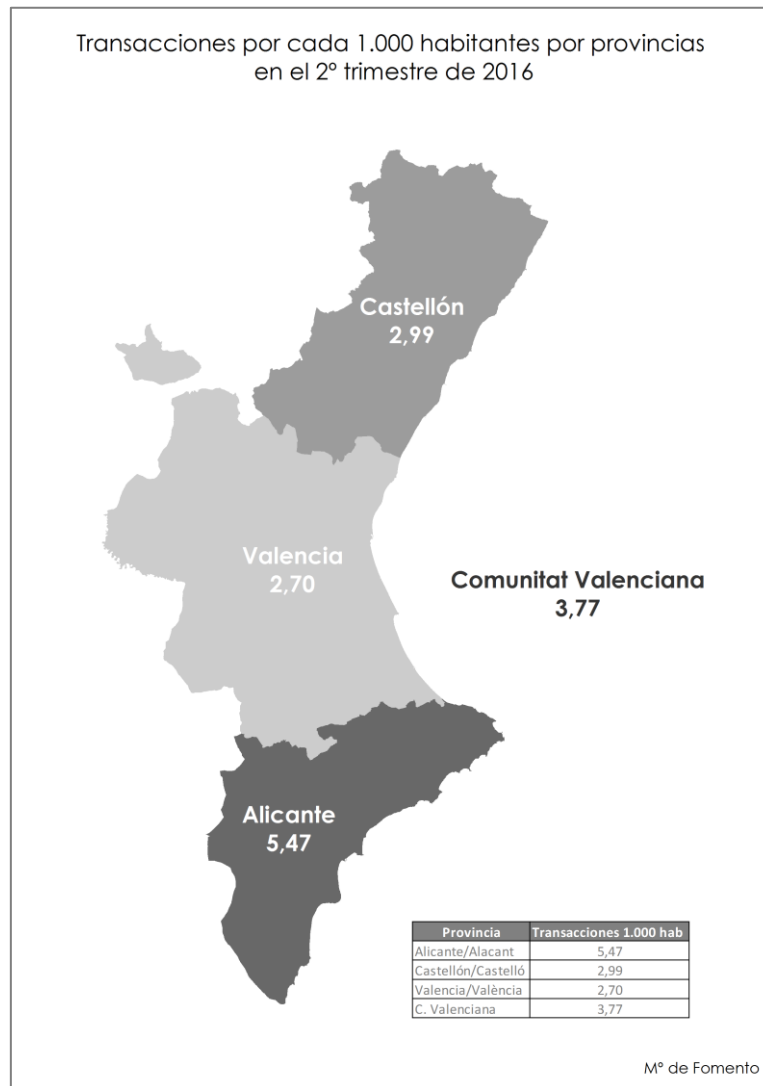 Transacciones por cada 1.000 habitantes por provincias
en el 2º trimestre de 2016
Castellón
2,99
Valencia
2,70
Comunitat Valenciana
3,77
Alicante
5,47
Provincia Transacciones 1.000 hab
Alicante/Alacant 5,47
Castellón/Castelló 2,99
Valencia/València 2,70
C. Valenciana 3,77
Mº de Fomento